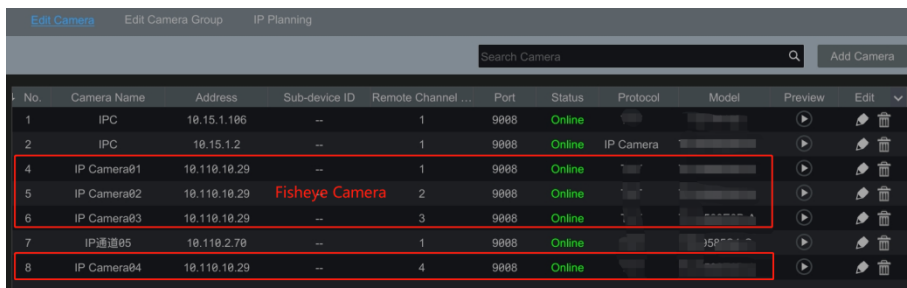 Edit Camera Edit Camera Group IP Planning
Search Camera Add Camera
No. Camera Name Address Sub-device ID Remote Channel ... Port Status Protocol Model Preview Edit
1 IPC 10.15.1.106 -- 1 9008 Online
2 IPC 10.15.1.2 -- 1 9008 Online IP Camera
4 IP Camera01 10.110.10.29 -- 1 9008 Online
5 IP Camera02 10.110.10.29 Fisheye Camera 2 9008 Online
6 IP Camera03 10.110.10.29 -- 3 9008 Online
7 IP通道05 10.110.2.70 -- 1 9008 Online
8 IP Camera04 10.110.10.29 -- 4 9008 Online